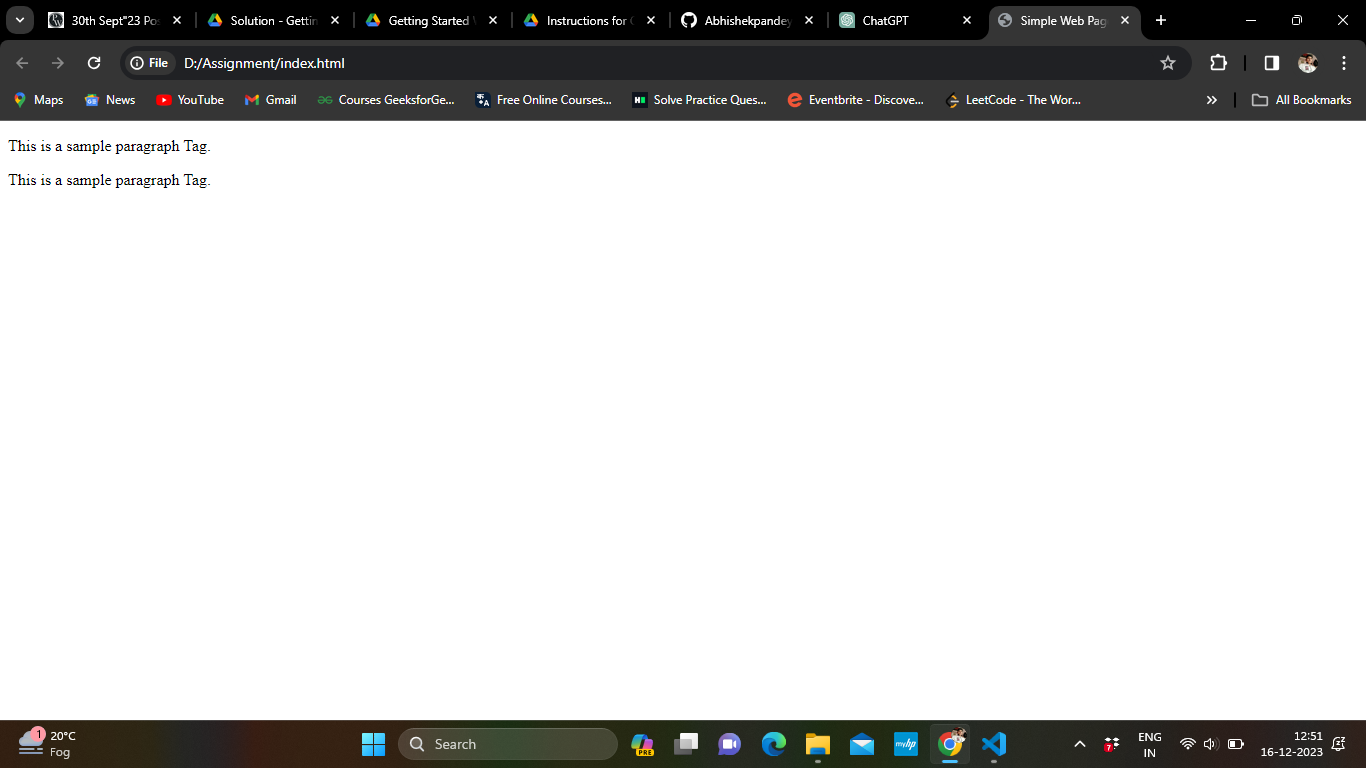 30th Sept"23 Pos
Solution - Gettin
Getting Started
Instructions for
Abhishekpandey
ChatGPT
Simple Web Pag
File D:/Assignment/index.html
Maps News YouTube Gmail Courses GeeksforGe... Free Online Courses... Solve Practice Ques... Eventbrite - Discove... LeetCode - The Wor... All Bookmarks
This is a sample paragraph Tag.
This is a sample paragraph Tag.
1
20°C
Fog
Search
PRE
myhp
7
ENG
IN
12:51
16-12-2023